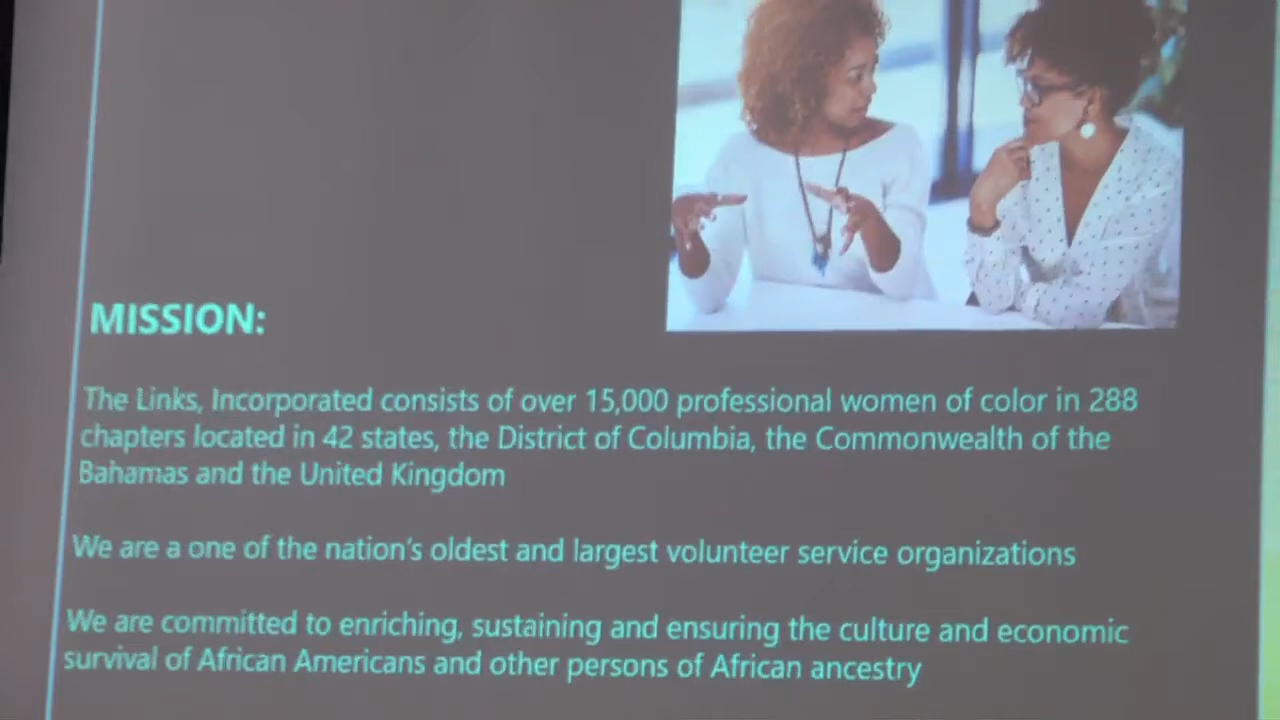 MISSION:
The Links, Incorporated consists of over 15,000 professional women of color in 288
chapters located in 42 states, the District of Columbia, the Commonwealth of the
Bahamas and the United Kingdom
We are a one of the nation's oldest and largest volunteer service organizations
We are committed to enriching, sustaining and ensuring the culture and economic
survival of African Americans and other persons of African ancestry